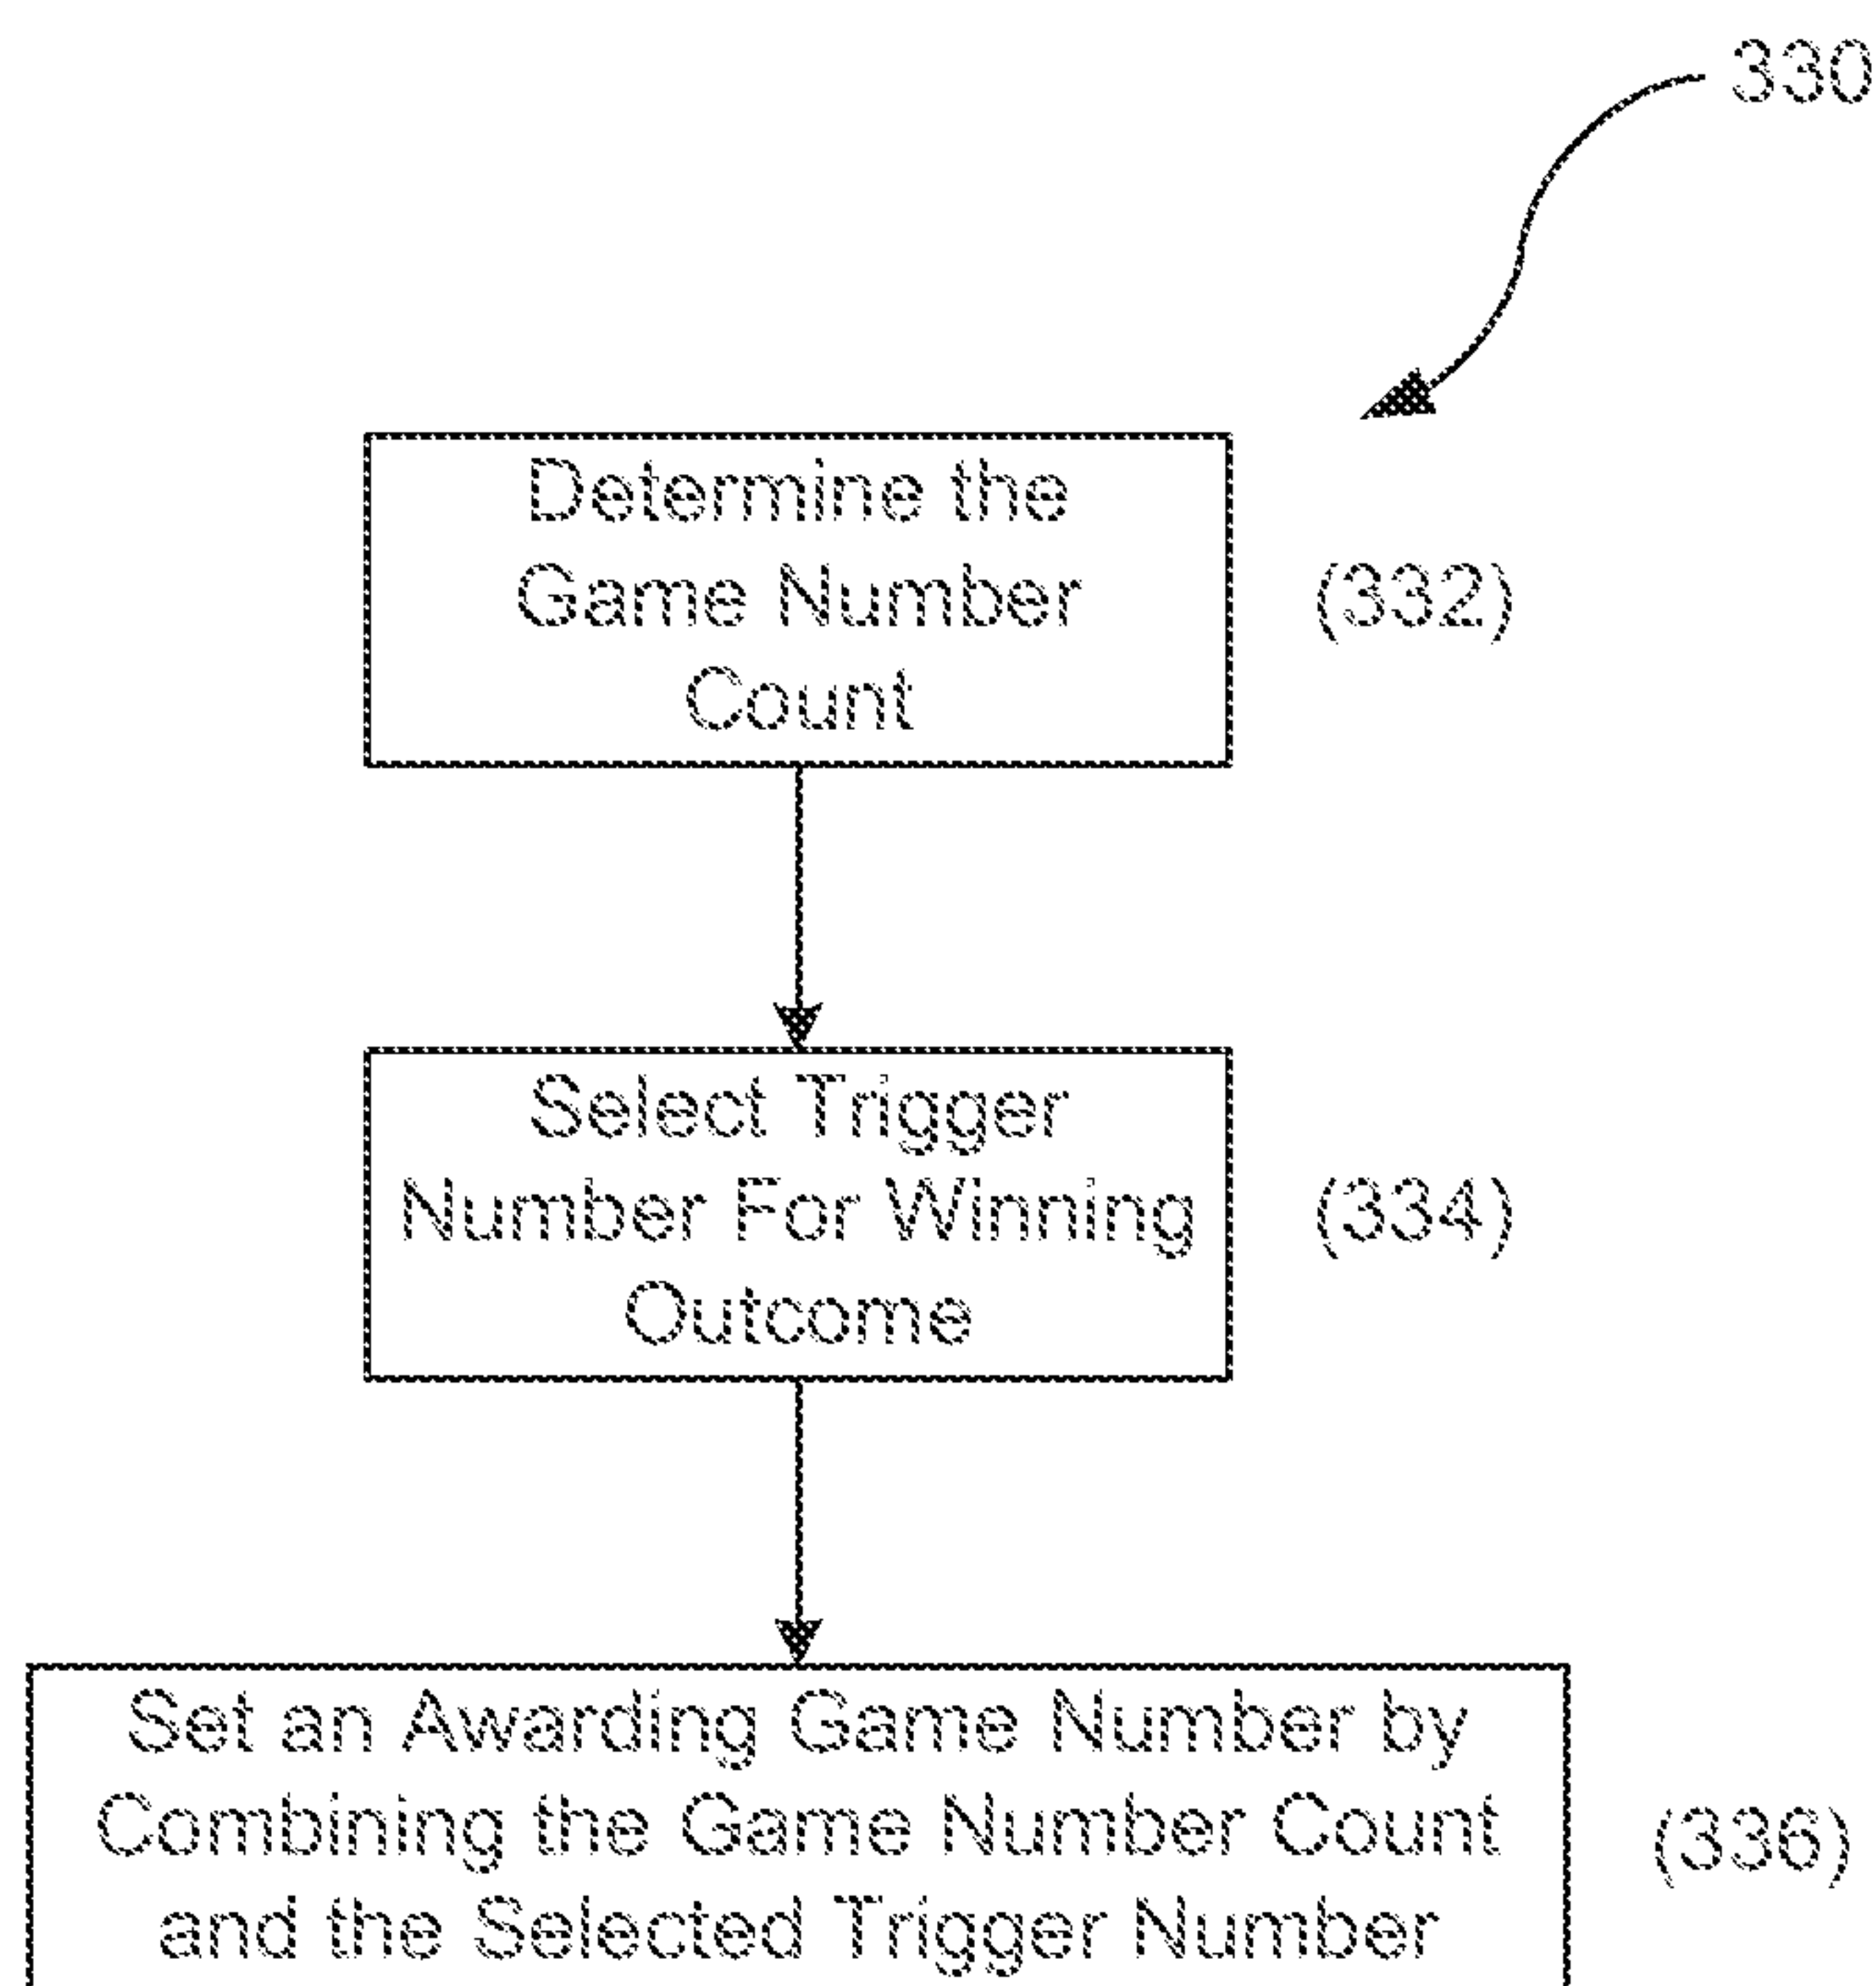 330
Determine the
Game Number
Count
(332)
Select Trigger
Number For Winning
Outcome
(334)
Set an Awarding Game Number by
Combining the Game Number Count
and the Selected Trigger Number
(336)